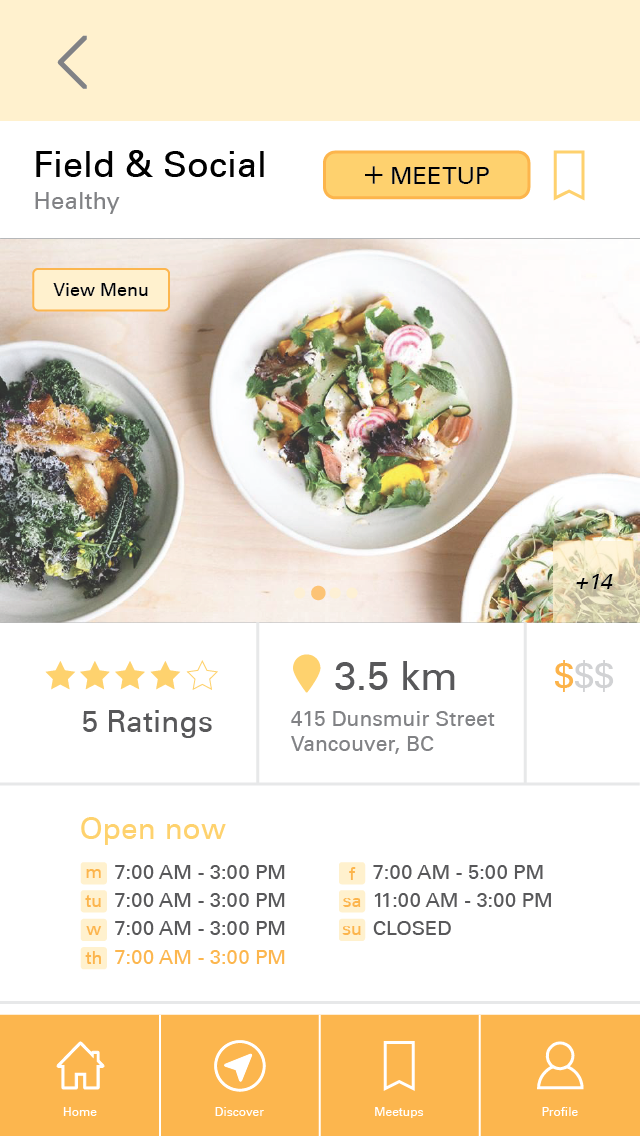 Field & Social
Healthy
+ MEETUP
View Menu
+14
5 Ratings
3.5 km
415 Dunsmuir Street
Vancouver, BC
$$$
Open now
m 7:00 AM - 3:00 PM
tu 7:00 AM - 3:00 PM
w 7:00 AM - 3:00 PM
th 7:00 AM - 3:00 PM
f 7:00 AM - 5:00 PM
sa 11:00 AM - 3:00 PM
su CLOSED
Home
Discover
Meetups
Profile